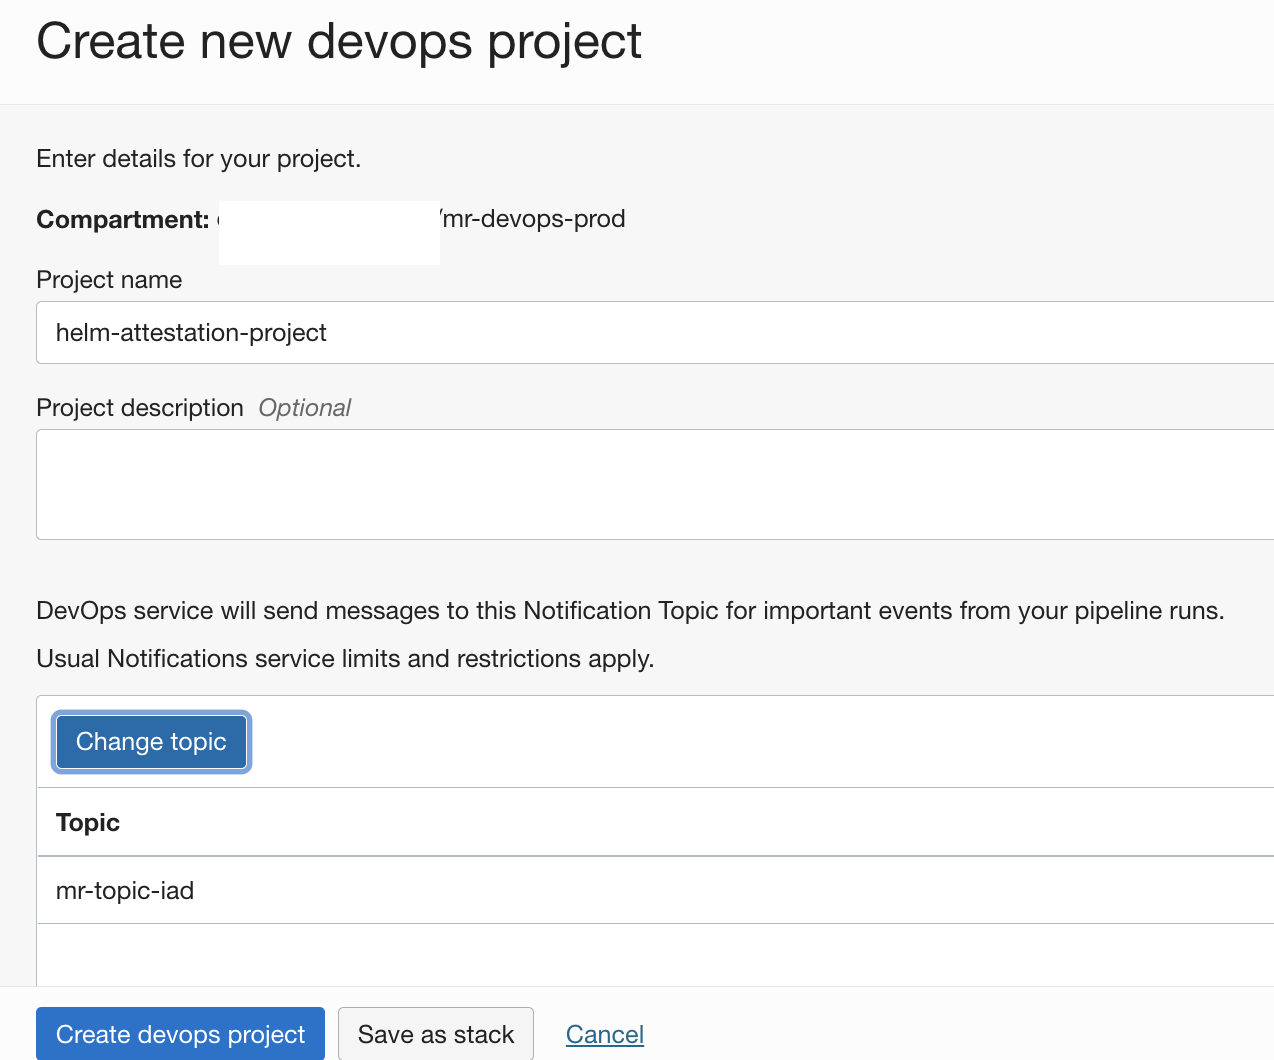 Create new devops project
Enter details for your project.
Compartment: /mr-devops-prod
Project name
helm-attestation-project
Project description Optional
DevOps service will send messages to this Notification Topic for important events from your pipeline runs.
Usual Notifications service limits and restrictions apply.
Change topic
Topic
mr-topic-iad
Create devops project Save as stack Cancel